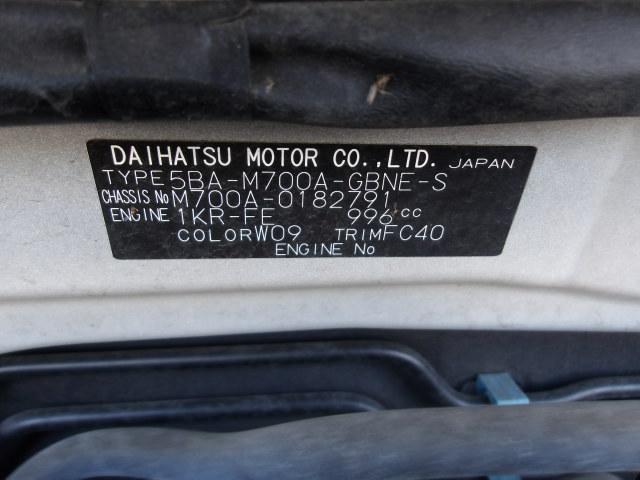 DAIHATSU MOTOR CO.,LTD. JAPAN
TYPE 5BA-M700A-GBNE-S
CHASSIS No M700A-0182791
ENGINE 1KR-FE 996 cc
COLOR W09 TRIM FC40
ENGINE No